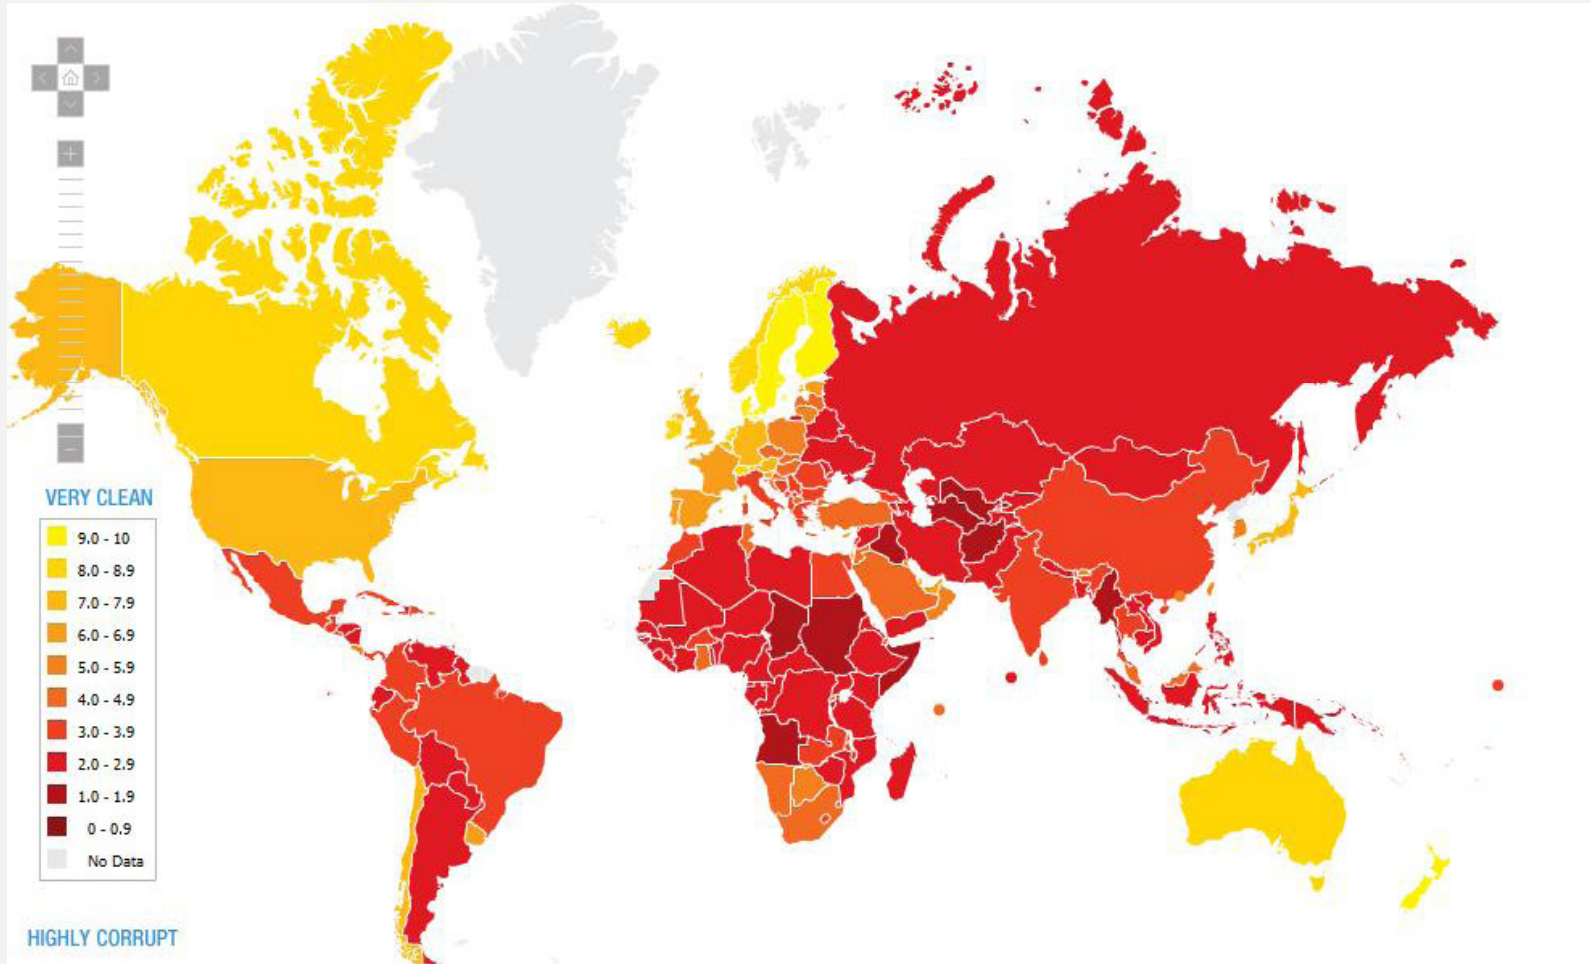 VERY CLEAN
9.0 - 10
8.0 - 8.9
7.0 - 7.9
6.0 - 6.9
5.0 - 5.9
4.0 - 4.9
3.0 - 3.9
2.0 - 2.9
1.0 - 1.9
0 - 0.9
No Data
HIGHLY CORRUPT